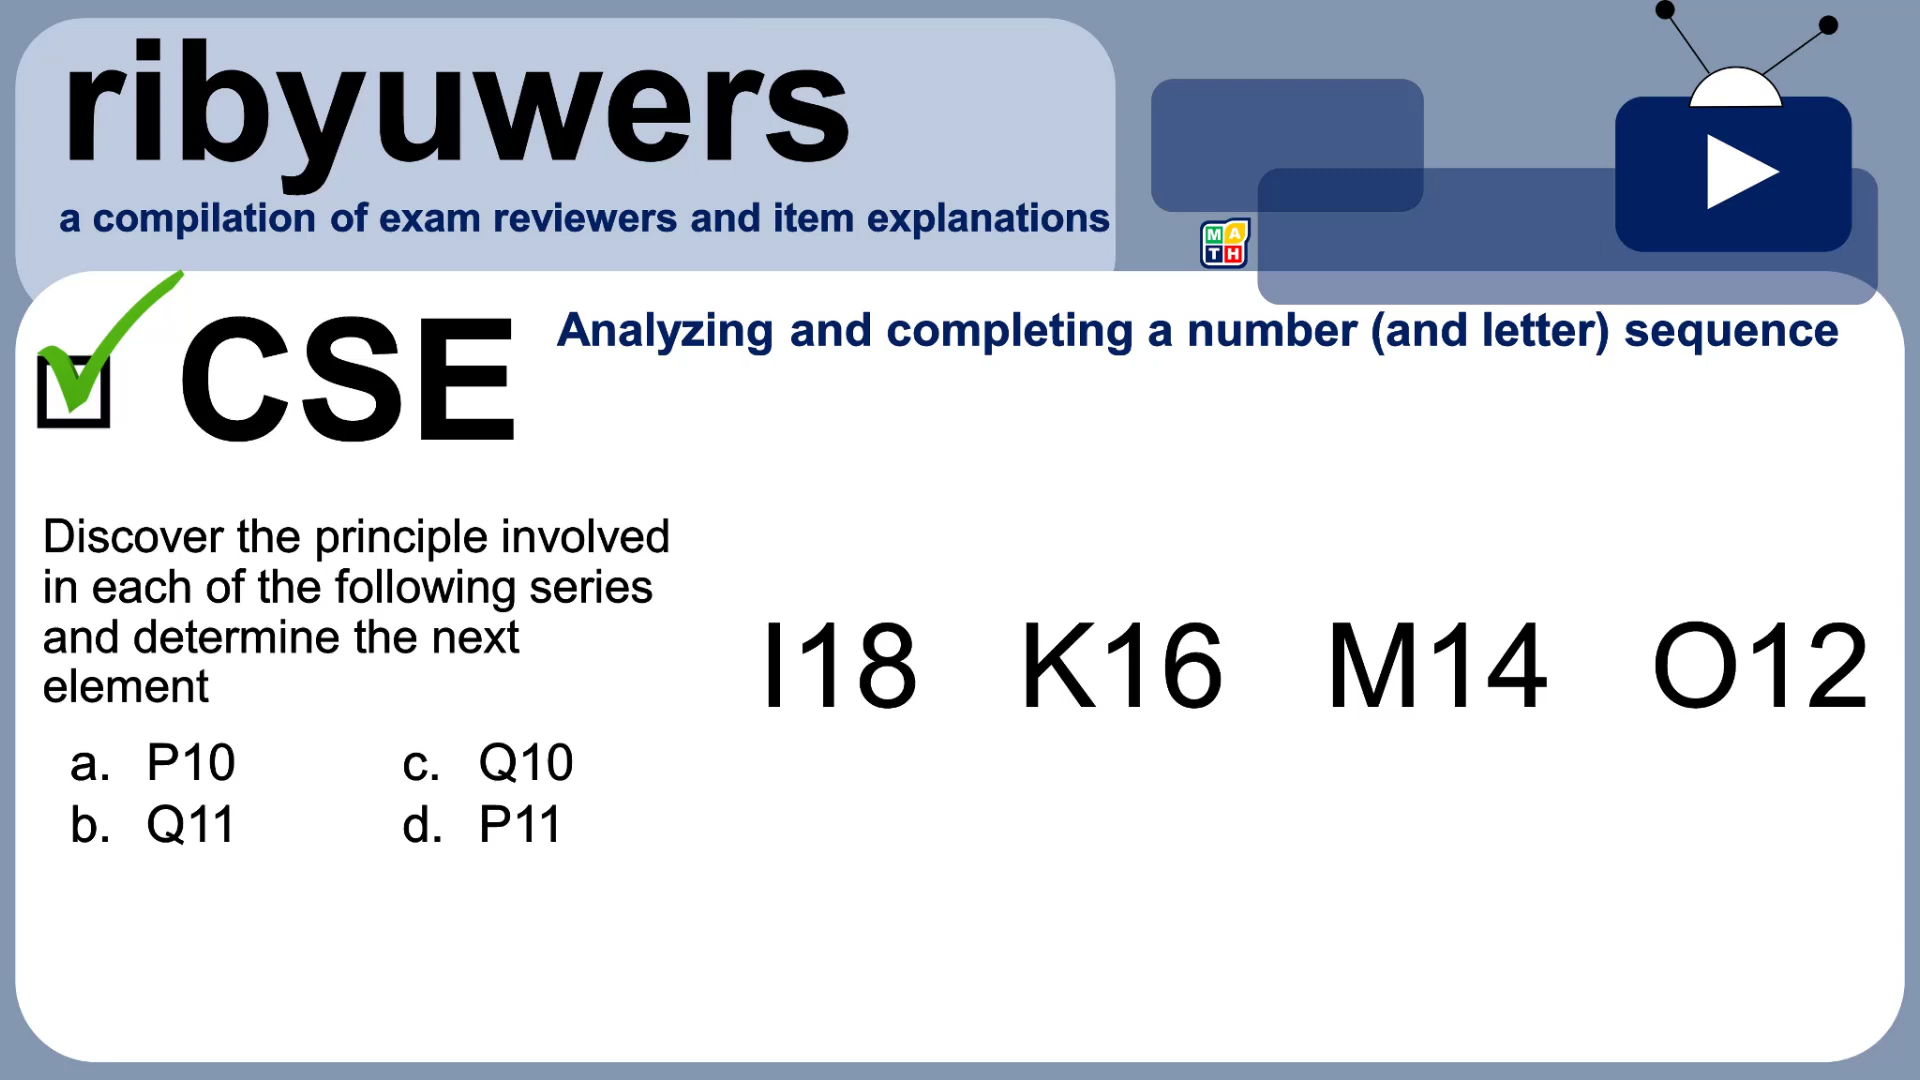 ribyuwers
a compilation of exam reviewers and item explanations
MA
TH
CSE
Analyzing and completing a number (and letter) sequence
Discover the principle involved
in each of the following series
and determine the next
element
I18 K16 M14 O12
a. P10 c. Q10
b. Q11 d. P11